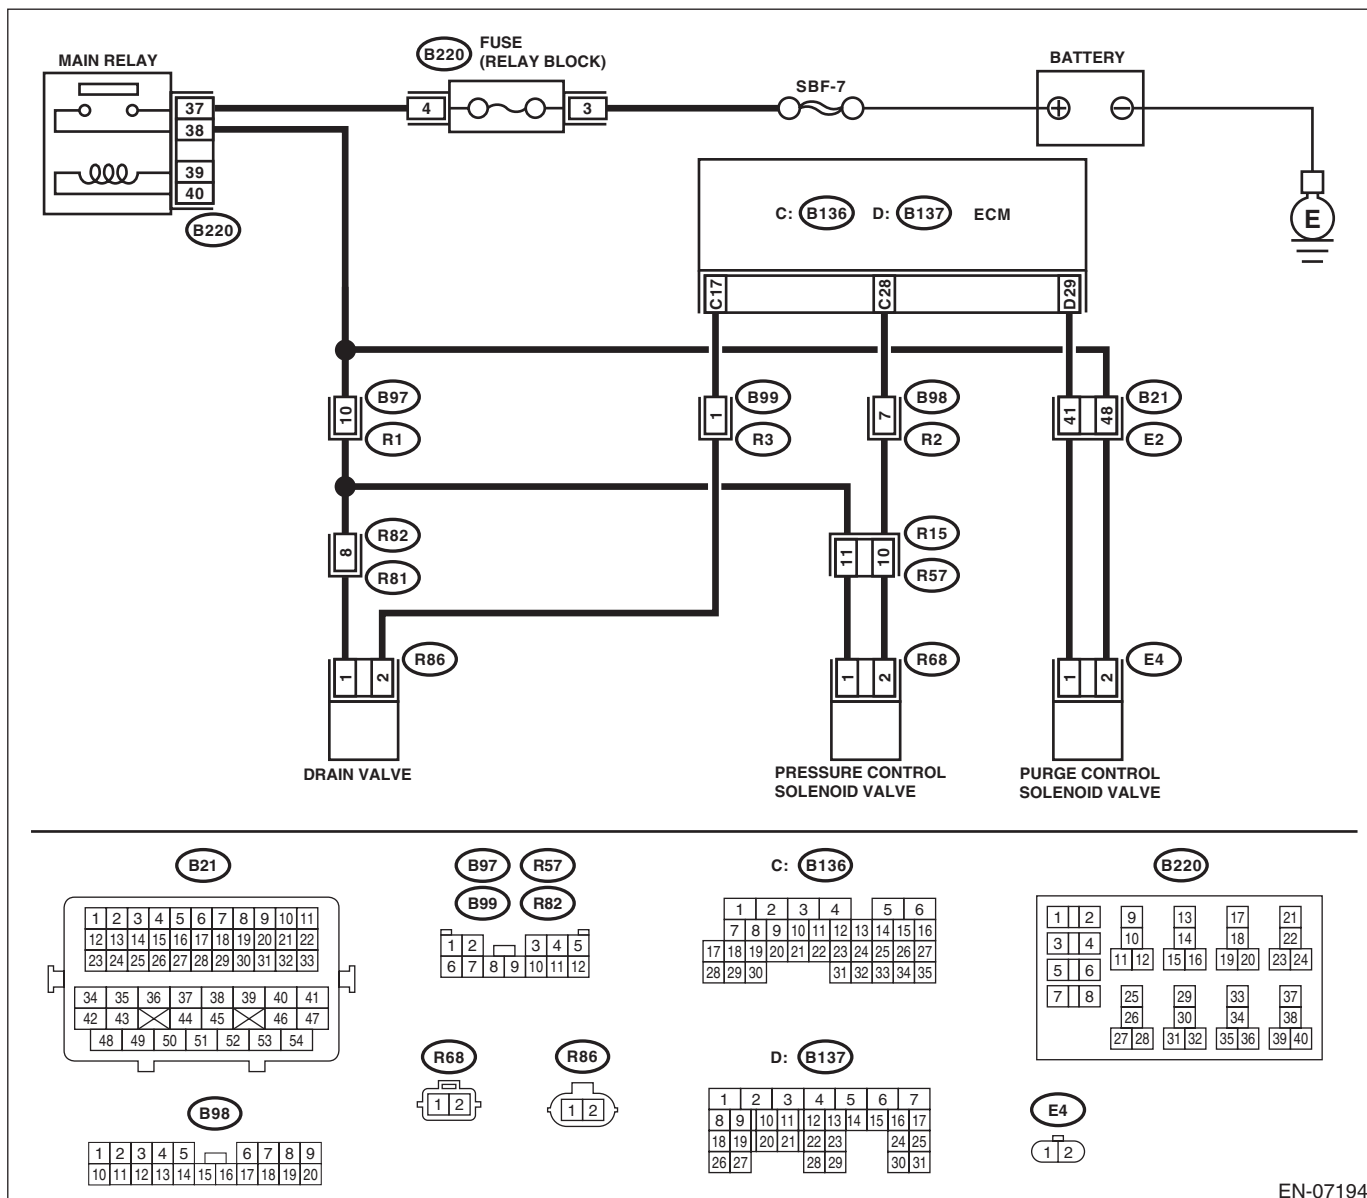 MAIN RELAY
B220
FUSE
(RELAY BLOCK)
SBF-7
BATTERY
37
38
39
40
B220
4
3
E
C: B136 D: B137 ECM
C17
C28
D29
10
B97
R1
1
B99
R3
7
B98
R2
41
48
B21
E2
8
R82
R81
11
10
R15
R57
1
2
R86
1
2
R68
1
2
E4
DRAIN VALVE
PRESSURE CONTROL
SOLENOID VALVE
PURGE CONTROL
SOLENOID VALVE
B21
1 2 3 4 5 6 7 8 9 10 11
12 13 14 15 16 17 18 19 20 21 22
23 24 25 26 27 28 29 30 31 32 33
34 35 36 37 38 39 40 41
42 43 44 45 46 47
48 49 50 51 52 53 54
B98
1 2 3 4 5 6 7 8 9
10 11 12 13 14 15 16 17 18 19 20
B97 R57
B99 R82
1 2 3 4 5
6 7 8 9 10 11 12
R68
1 2
R86
1 2
C: B136
1 2 3 4 5 6
7 8 9 10 11 12 13 14 15 16
17 18 19 20 21 22 23 24 25 26 27
28 29 30 31 32 33 34 35
D: B137
1 2 3 4 5 6 7
8 9 10 11 12 13 14 15 16 17
18 19 20 21 22 23 24 25
26 27 28 29 30 31
B220
1 2 9 13 17 21
3 4 10 14 18 22
5 6 11 12 15 16 19 20 23 24
7 8 25 29 33 37
26 30 34 38
27 28 31 32 35 36 39 40
E4
1 2
EN-07194